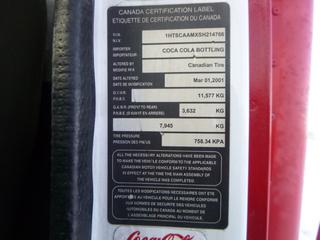 CANADA CERTIFICATION LABEL
ETIQUETTE DE CERTIFICATION DU CANADA
V.I.N. 1HTSCAAMXSH214766
N.I.V.
IMPORTER COCA COLA BOTTLING
IMPORTATEUR
ALTERED BY Canadian Tire
MODIFIÉ PAR
DATE ALTERED Mar 01,2001
DATE DE MODIFICATION
G.V.W.R. 11,577 KG
P.N.B.V.
G.A.W.R. (FRONT TO REAR) 3,632 KG
P.N.B.E. (D'AVANT EN ARRIERE)
7,945 KG
TIRE PRESSURE 758.34 KPA
PRESSION DES PNEUS
ALL THE NECESSARY ALTERATIONS HAVE BEEN MADE
TO MAKE THE VEHICLE CONFORM TO THE APPLICABLE
CANADIAN MOTOR VEHICLE SAFETY STANDARDS
IN EFFECT AT THE TIME THE MAIN ASSEMBLY OF
THE VEHICLE WAS COMPLETED.
TOUTES LES MODIFICATIONS NECESSAIRES ONT ETE
APPORTEES AU VEHICULE POUR LE RENDRE CONFORME
AUX NORMES DE SECURITE DES VEHICULES
AUTOMOBILES DU CANADA AU MOMENT DE
L'ASSEMBLAGE PRINCIPAL DU VEHICULE.